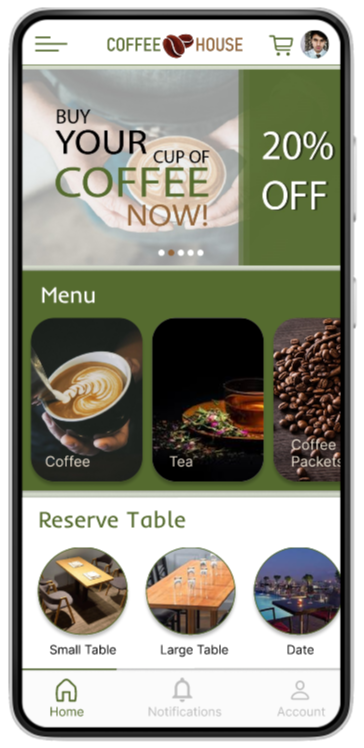 COFFEE HOUSE
BUY
YOUR
CUP OF
COFFEE
NOW!
20%
OFF
Menu
Coffee
Tea
Coffee
Packets
Reserve Table
Small Table
Large Table
Date
Home
Notifications
Account